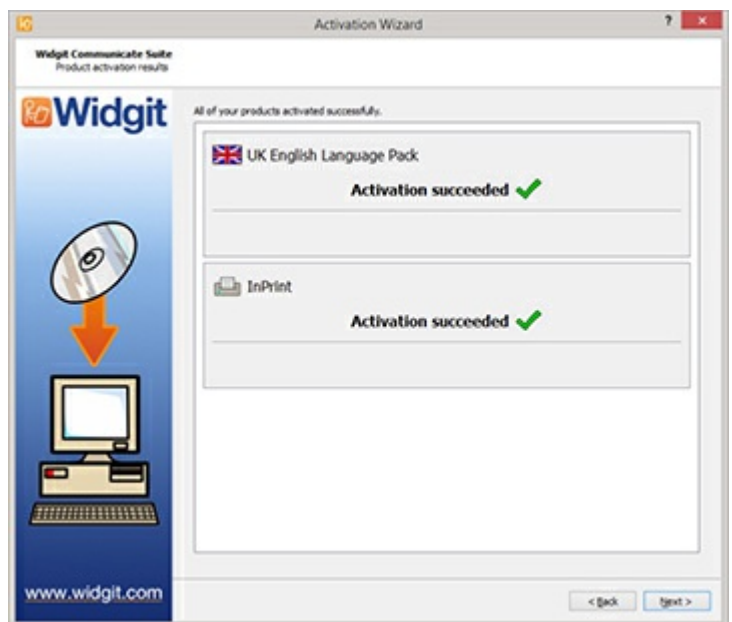 Activation Wizard
?
Widgit Communicate Suite
Product activation results
Widgit
All of your products activated successfully.
UK English Language Pack
Activation succeeded
InPrint
Activation succeeded
www.widgit.com
< Back
Next >